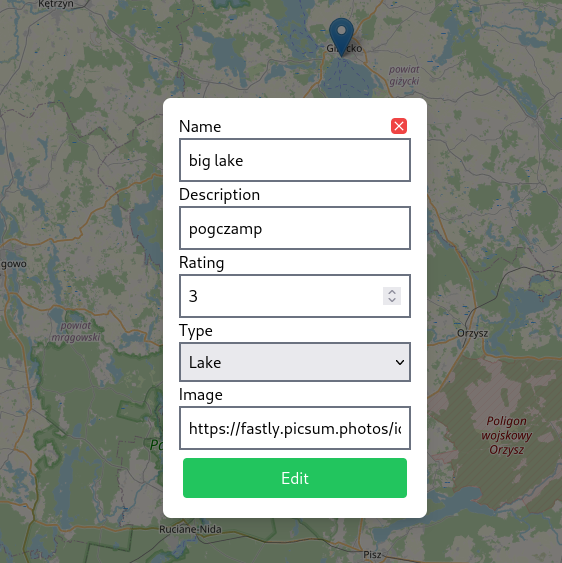 Kętrzyn
Giżycko
powiat
giżycki
Name
big lake
Description
pogczamp
gowo
Rating
3
powiat
mrągowski
Type
Orzysz
Lake
Image
https://fastly.picsum.photos/ic
Poligon
wojskowy
Orzysz
Edit
Ruciane-Nida
Pisz